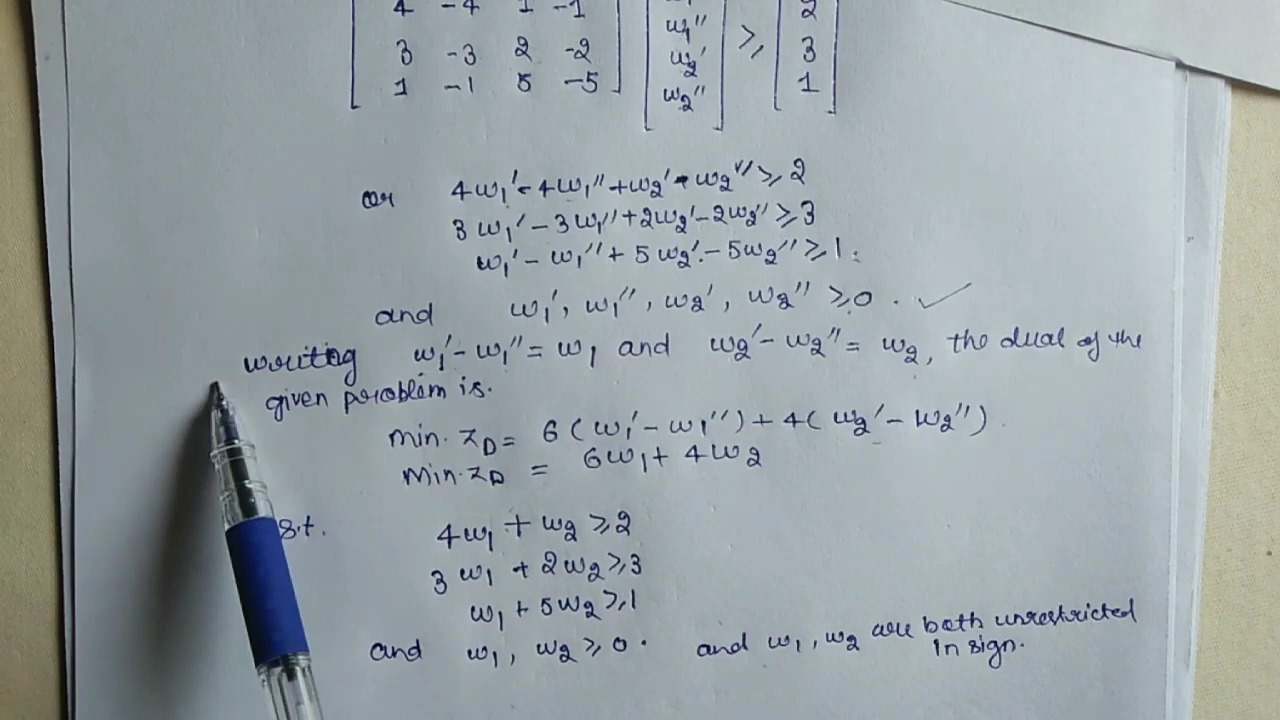 4 -4 1 -1
3 -3 2 -2
1 -1 5 -5
w₁''
w₂'
w₂''
≥
2
3
1
or 4w₁' - 4w₁'' + w₂' - w₂'' ≥ 2
3w₁' - 3w₁'' + 2w₂' - 2w₂'' ≥ 3
w₁' - w₁'' + 5w₂' - 5w₂'' ≥ 1.
and w₁', w₁'', w₂', w₂'' ≥ 0. ✓
writing w₁' - w₁'' = w₁ and w₂' - w₂'' = w₂, the dual of the
given problem is.
min. Z_D = 6(w₁' - w₁'') + 4(w₂' - w₂'')
Min. Z_D = 6w₁ + 4w₂
s.t. 4w₁ + w₂ ≥ 2
3w₁ + 2w₂ ≥ 3
w₁ + 5w₂ ≥ 1
and w₁, w₂ ≥ 0. and w₁, w₂ are both unrestricted
in sign.